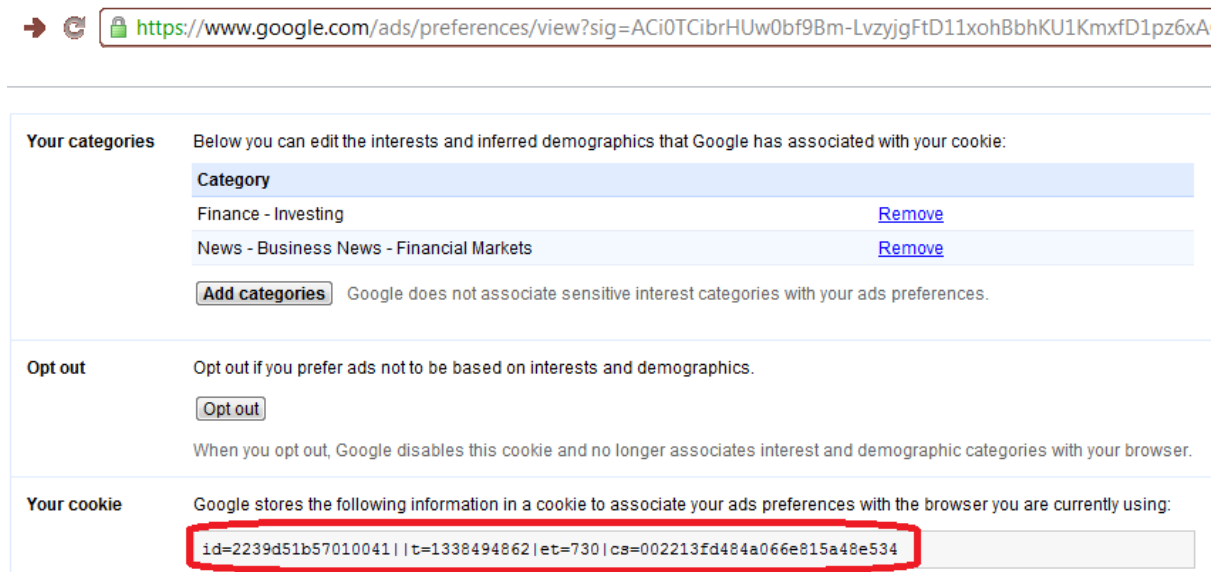 https://www.google.com/ads/preferences/view?sig=ACi0TCibrHUw0bf9Bm-LvzyjgFtD11xohBbhKU1KmxfD1pz6xA
Your categories Below you can edit the interests and inferred demographics that Google has associated with your cookie:
Category
Finance - Investing Remove
News - Business News - Financial Markets Remove
Add categories Google does not associate sensitive interest categories with your ads preferences.
Opt out Opt out if you prefer ads not to be based on interests and demographics.
Opt out
When you opt out, Google disables this cookie and no longer associates interest and demographic categories with your browser.
Your cookie Google stores the following information in a cookie to associate your ads preferences with the browser you are currently using:
id=2239d51b57010041||t=1338494862|et=730|cs=002213fd484a066e815a48e534